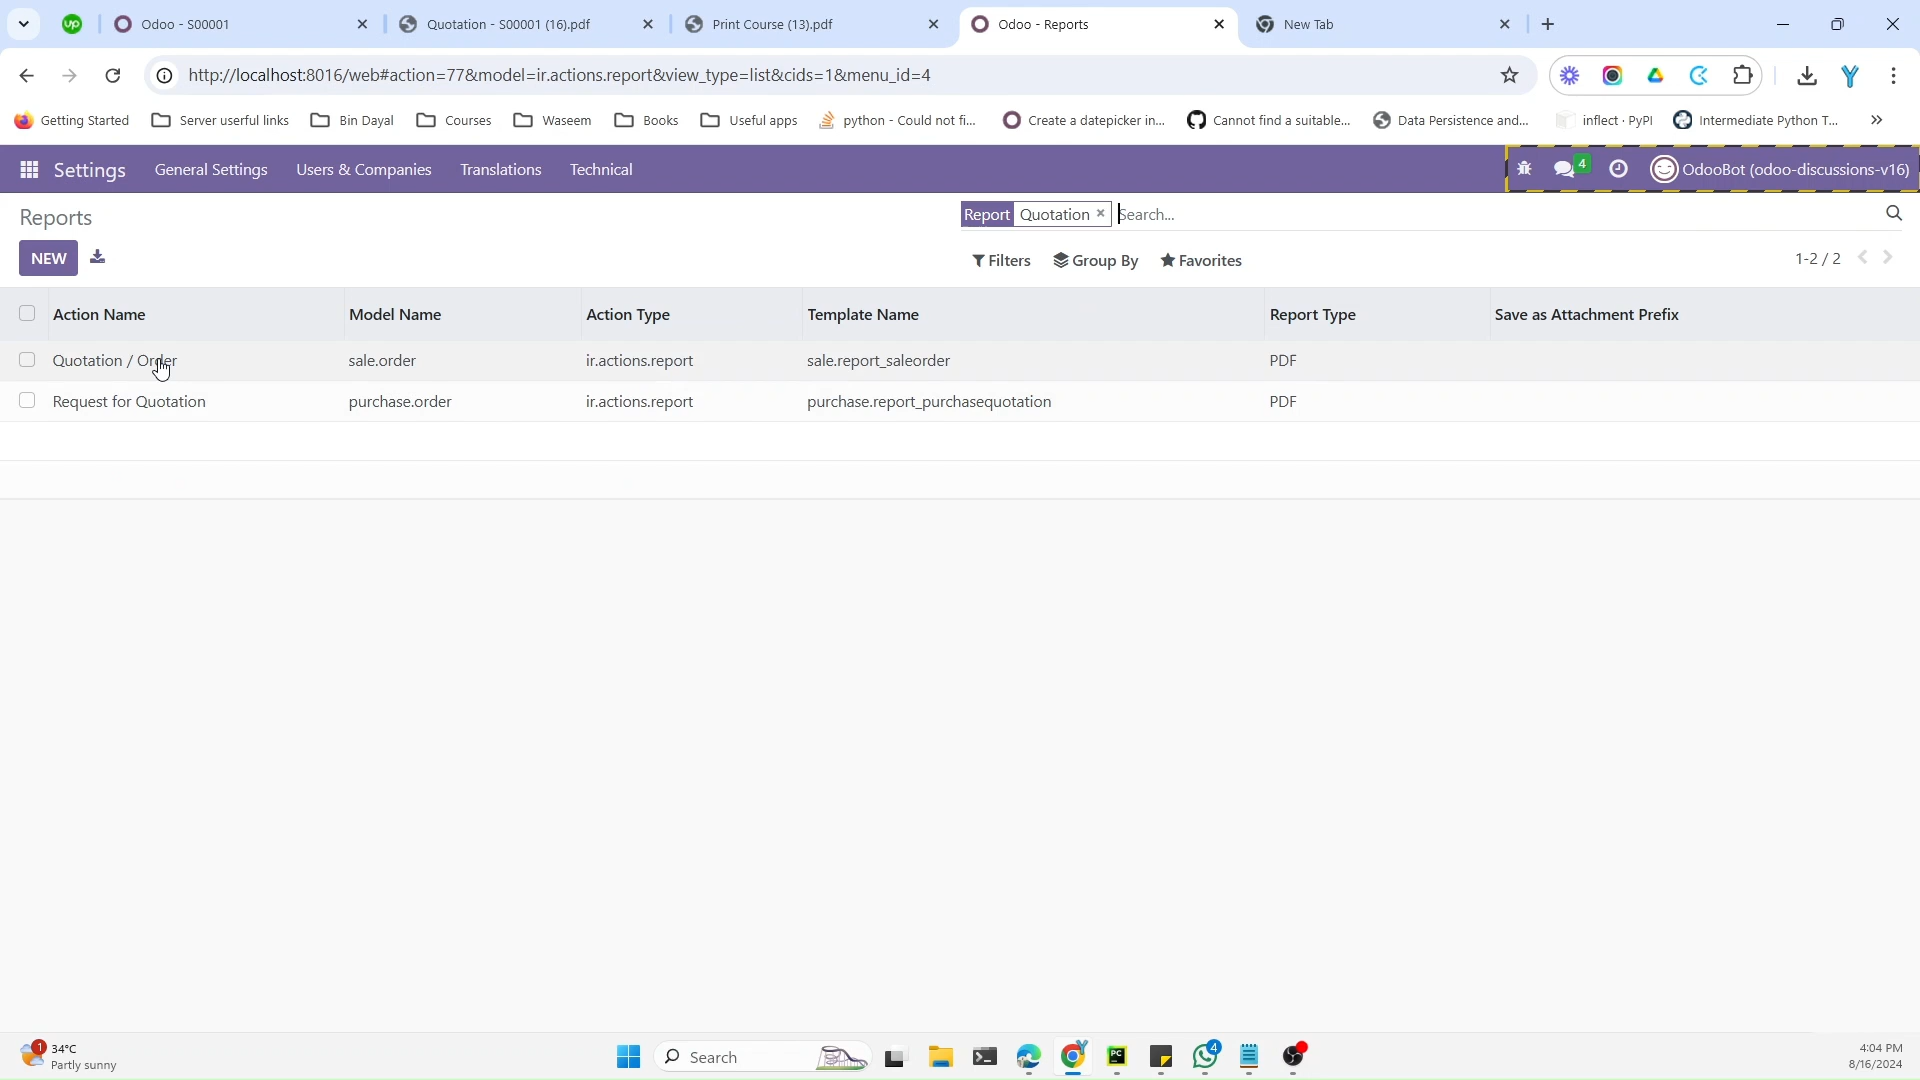 Odoo - S00001
Quotation - S00001 (16).pdf
Print Course (13).pdf
Odoo - Reports
New Tab
http://localhost:8016/web#action=77&model=ir.actions.report&view_type=list&cids=1&menu_id=4
Getting Started
Server userful links
Bin Dayal
Courses
Waseem
Books
Useful apps
python - Could not fi...
Create a datepicker in...
Cannot find a suitable...
Data Persistence and...
inflect · PyPI
Intermediate Python T...
»
Settings
General Settings
Users & Companies
Translations
Technical
4
OdooBot (odoo-discussions-v16)
Reports
Report Quotation × Search...
NEW
Filters
Group By
Favorites
1-2 / 2
Action Name Model Name Action Type Template Name Report Type Save as Attachment Prefix
Quotation / Order sale.order ir.actions.report sale.report_saleorder PDF
Request for Quotation purchase.order ir.actions.report purchase.report_purchasequotation PDF
1
34°C
Partly sunny
Search
PC
4
4:04 PM
8/16/2024